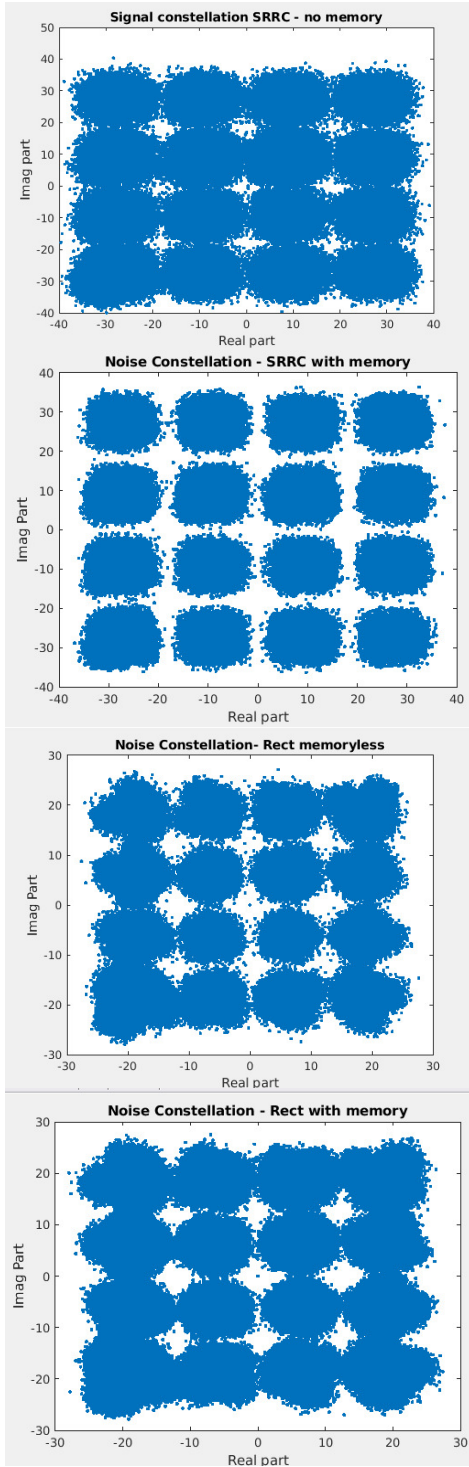 Signal constellation SRRC - no memory
50
40
30
20
10
0
-10
-20
-30
-40
Imag part
-40 -30 -20 -10 0 10 20 30 40
Real part
Noise Constellation - SRRC with memory
40
30
20
10
0
-10
-20
-30
-40
Imag Part
-40 -30 -20 -10 0 10 20 30 40
Real part
Noise Constellation- Rect memoryless
30
20
10
0
-10
-20
-30
Imag Part
-30 -20 -10 0 10 20 30
Real part
Noise Constellation - Rect with memory
30
20
10
0
-10
-20
-30
Imag Part
-30 -20 -10 0 10 20 30
Real part